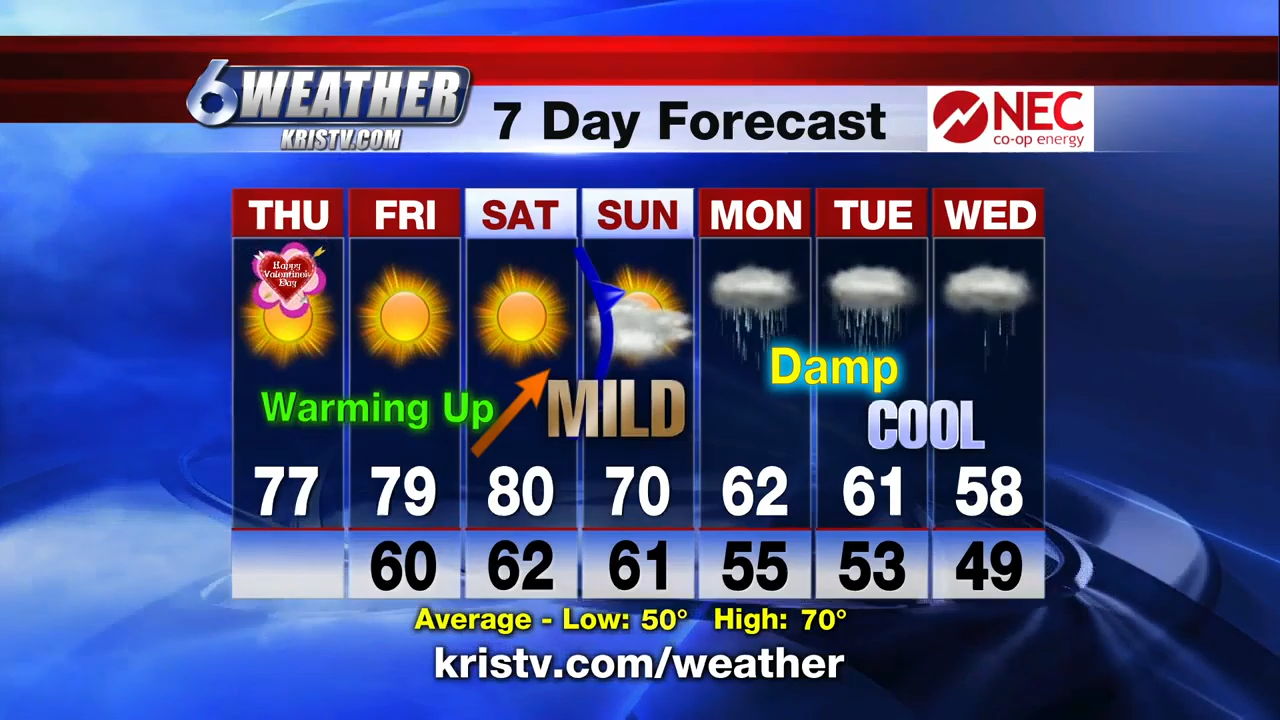 6 WEATHER
KRISTV.COM
7 Day Forecast
NEC
co-op energy
THU FRI SAT SUN MON TUE WED
Happy
Valentine's
Day
Damp
Warming Up
MILD
COOL
77 79 80 70 62 61 58
60 62 61 55 53 49
Average - Low: 50° High: 70°
kristv.com/weather